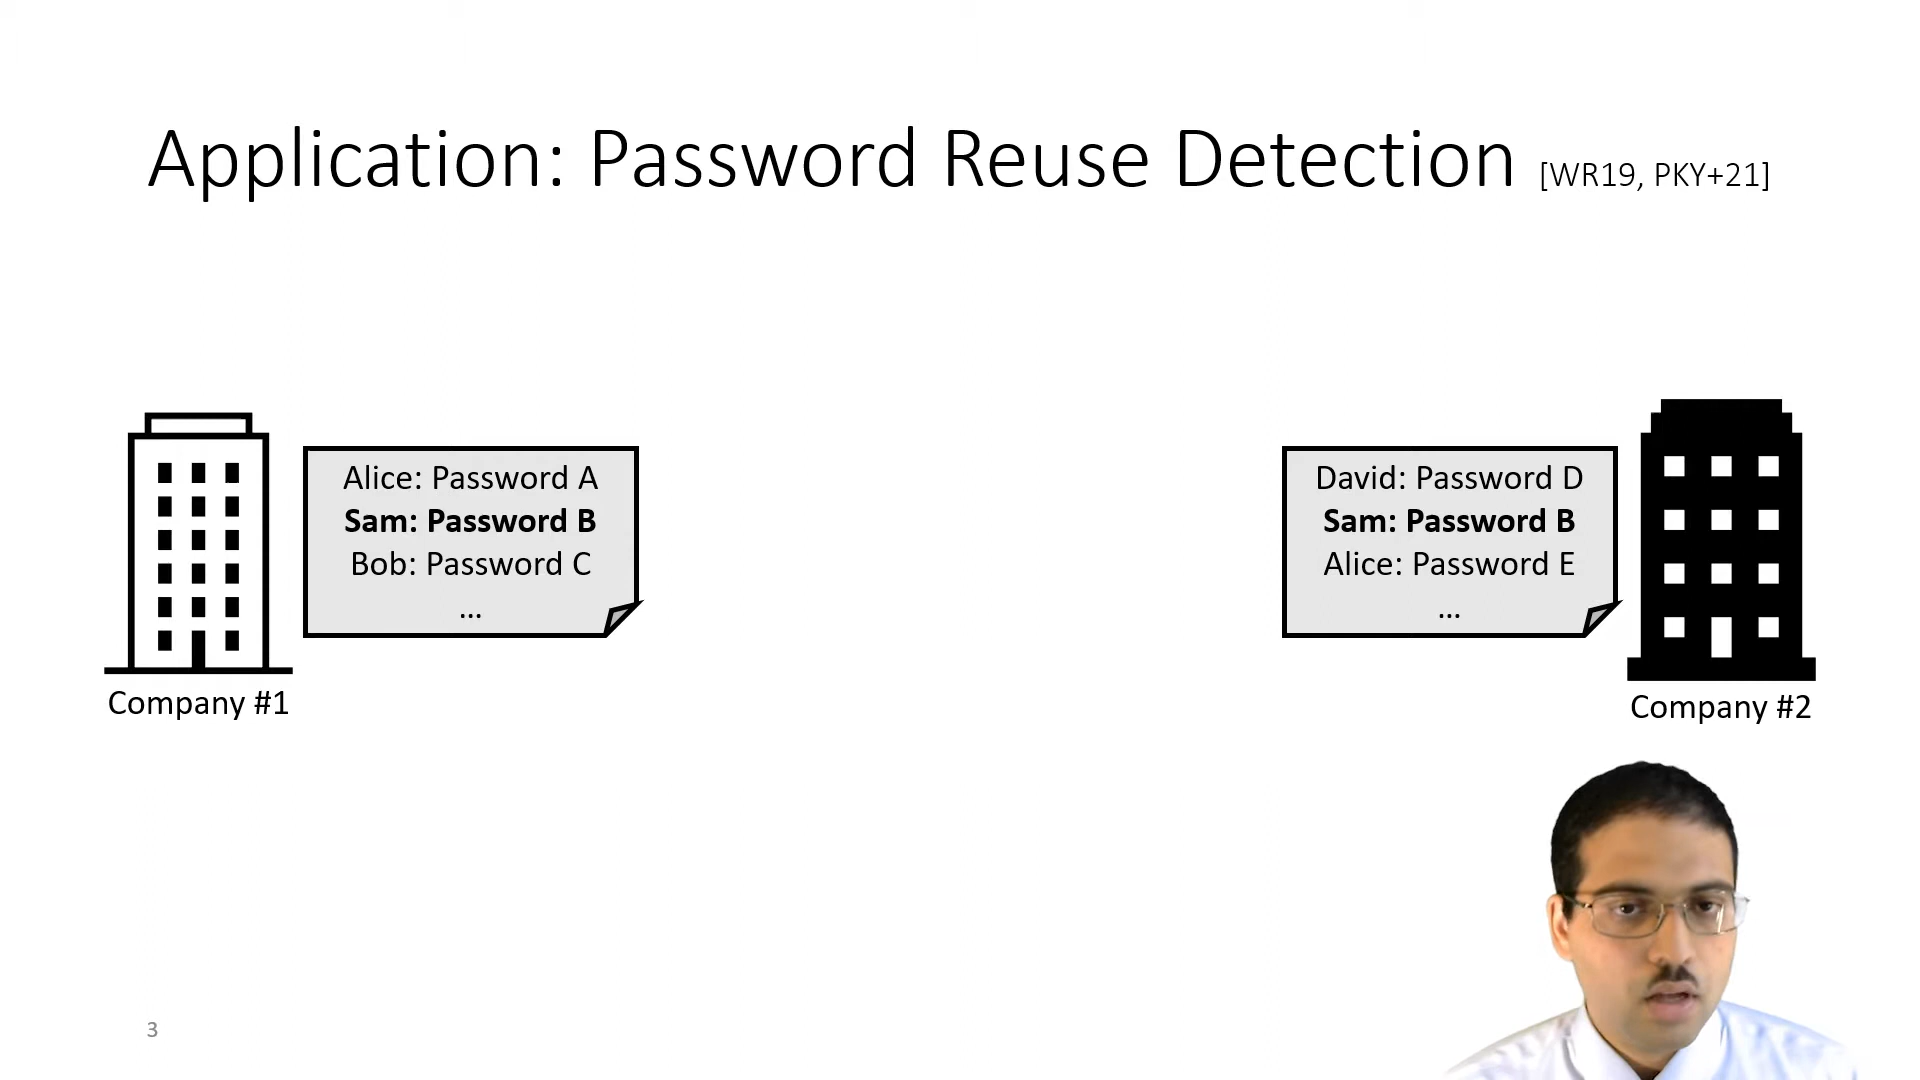 Application: Password Reuse Detection [WR19, PKY+21]
Alice: Password A
Sam: Password B
Bob: Password C
...
Company #1
David: Password D
Sam: Password B
Alice: Password E
...
Company #2
3